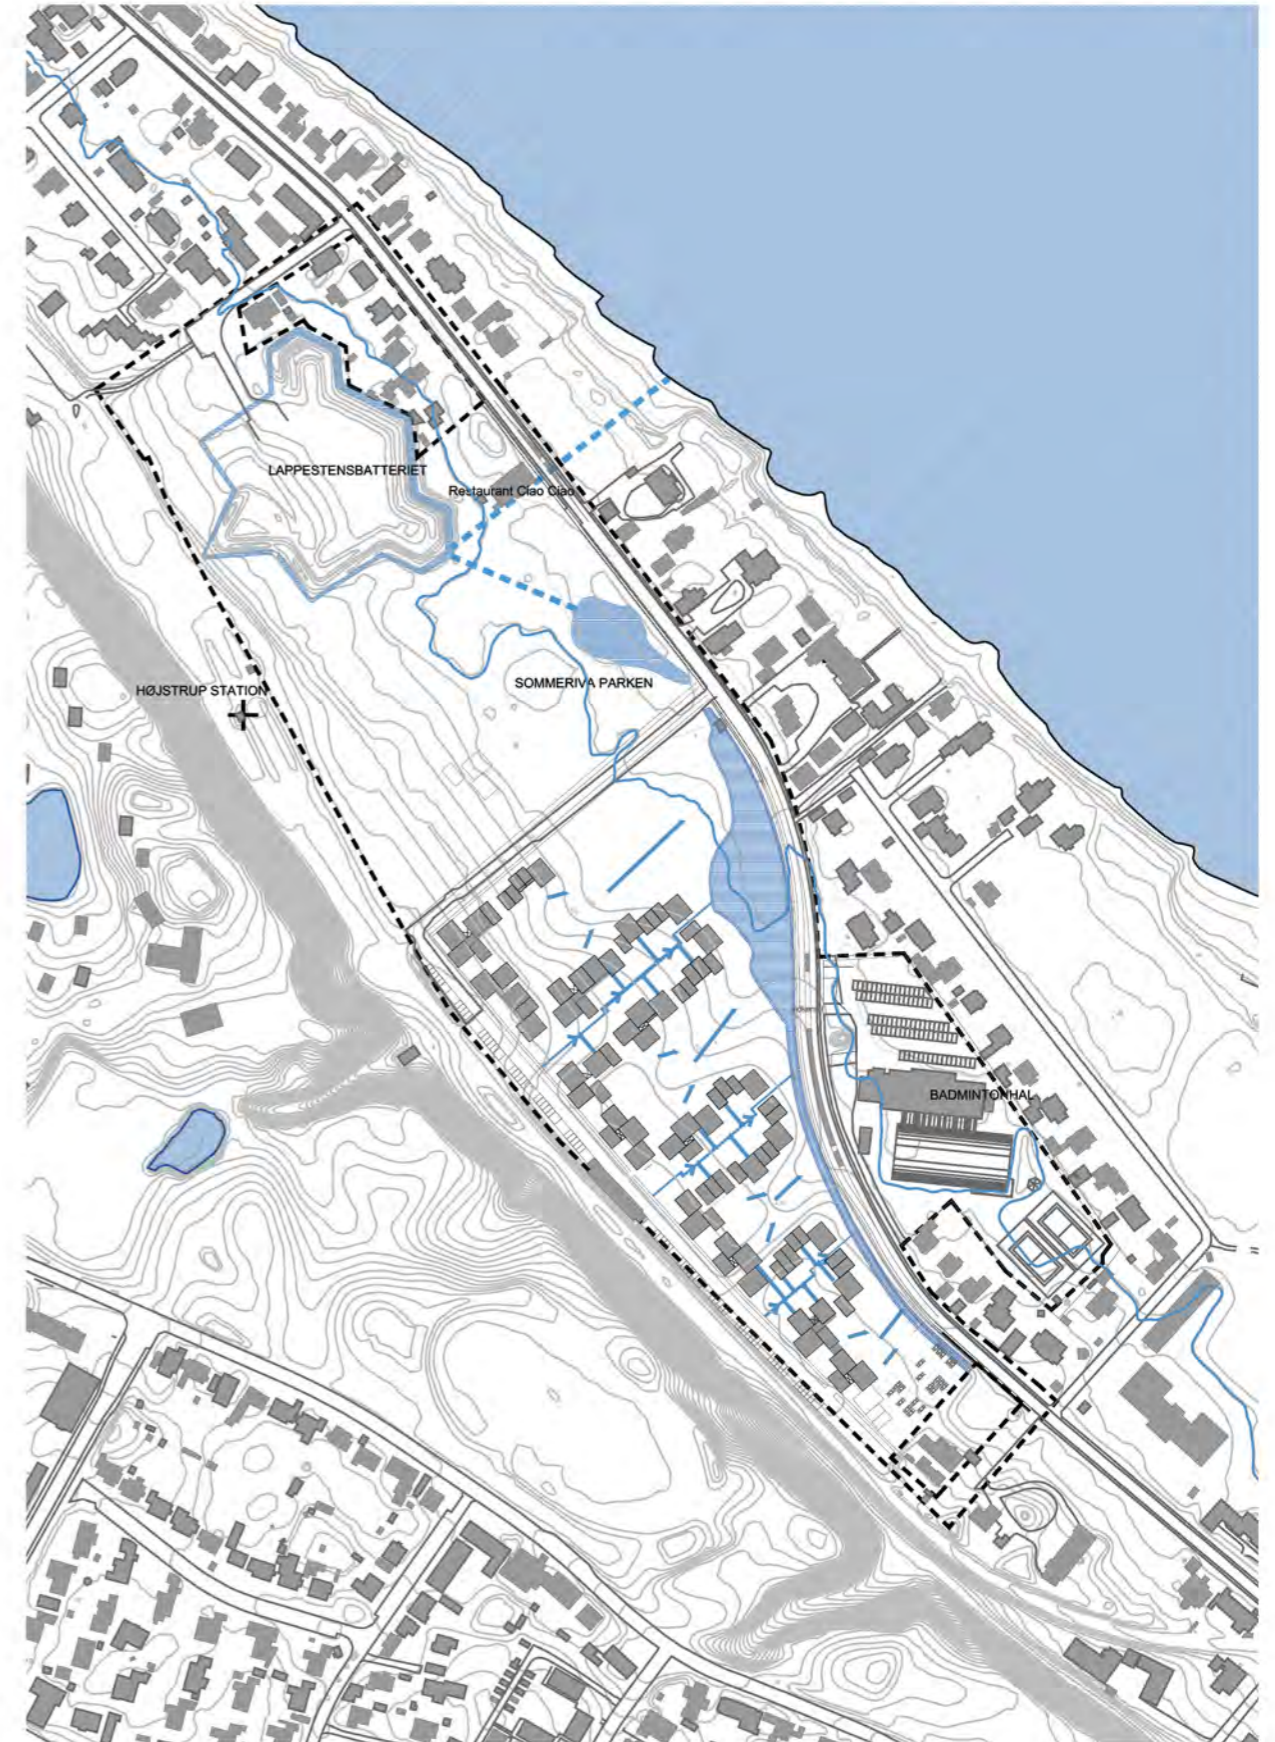 LAPPESTENSBATTERIET
Restaurant Ciao Ciao
SOMMERIVA PARKEN
HØJSTRUP STATION
BADMINTONHAL